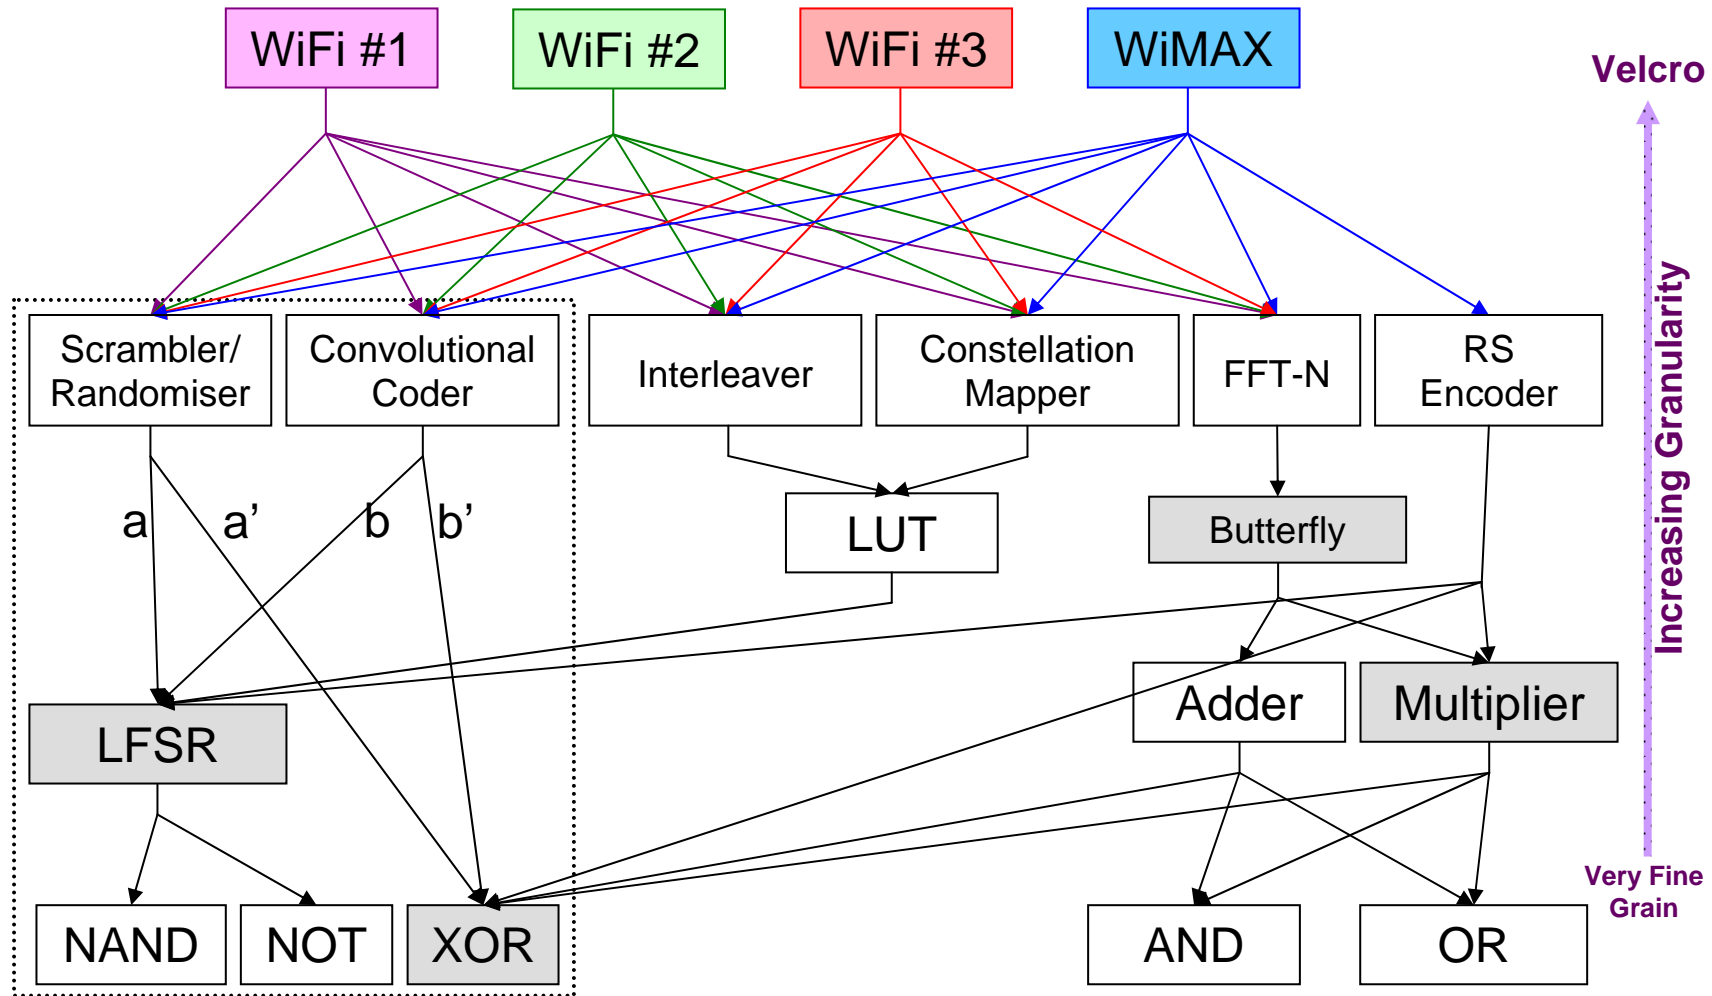 WiFi #1
WiFi #2
WiFi #3
WiMAX
Velcro
Scrambler/
Randomiser
Convolutional
Coder
Interleaver
Constellation
Mapper
FFT-N
RS
Encoder
Increasing Granularity
a
a’
b
b’
LUT
Butterfly
LFSR
Adder
Multiplier
Very Fine
Grain
NAND
NOT
XOR
AND
OR